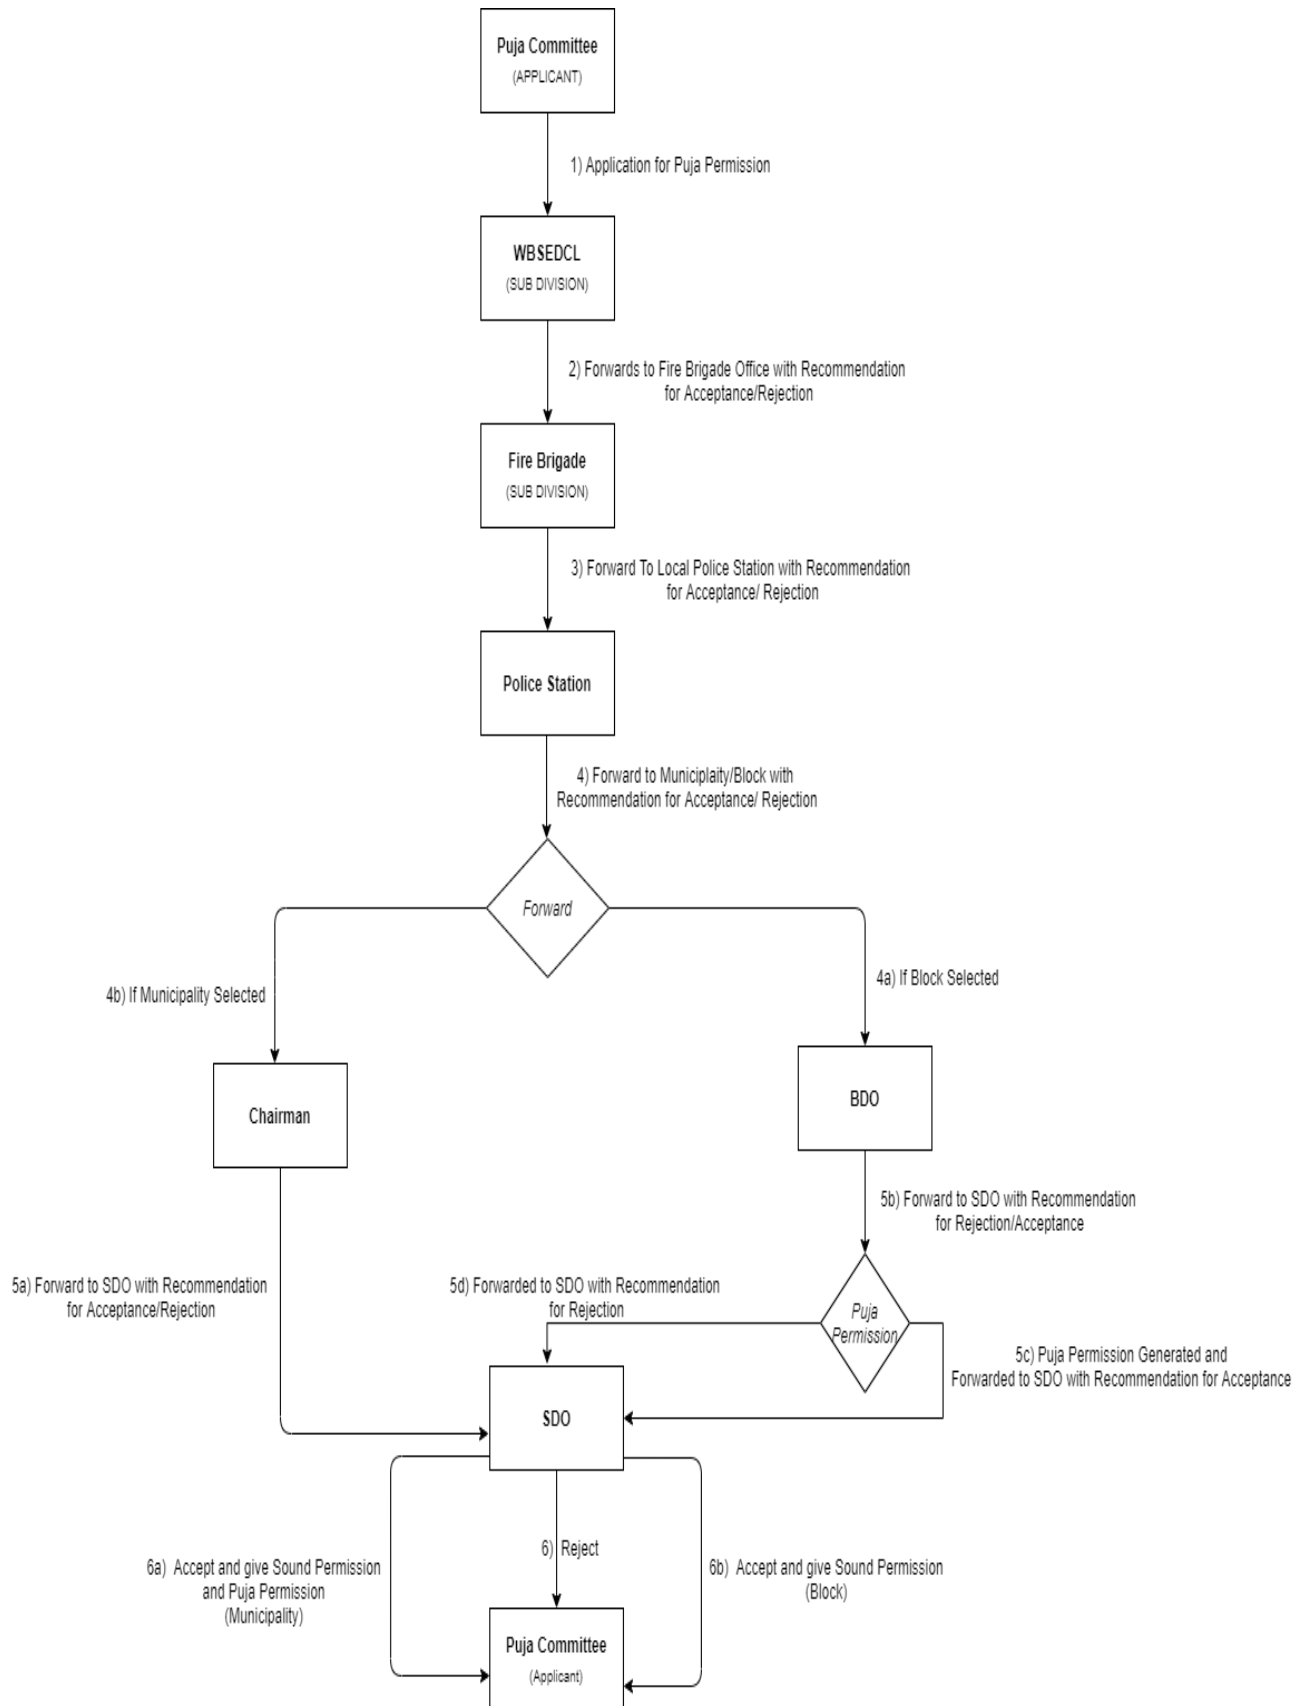 Puja Committee
(APPLICANT)
1) Application for Puja Permission
WBSEDCL
(SUB DIVISION)
2) Forwards to Fire Brigade Office with Recommendation
for Acceptance/Rejection
Fire Brigade
(SUB DIVISION)
3) Forward To Local Police Station with Recommendation
for Acceptance/ Rejection
Police Station
4) Forward to Municiplaity/Block with
Recommendation for Acceptance/ Rejection
Forward
4b) If Municipality Selected
4a) If Block Selected
Chairman
BDO
5b) Forward to SDO with Recommendation
for Rejection/Acceptance
5a) Forward to SDO with Recommendation
for Acceptance/Rejection
5d) Forwarded to SDO with Recommendation
for Rejection
Puja
Permission
5c) Puja Permission Generated and
Forwarded to SDO with Recommendation for Acceptance
SDO
6a) Accept and give Sound Permission
and Puja Permission
(Municipality)
6) Reject
6b) Accept and give Sound Permission
(Block)
Puja Committee
(Applicant)